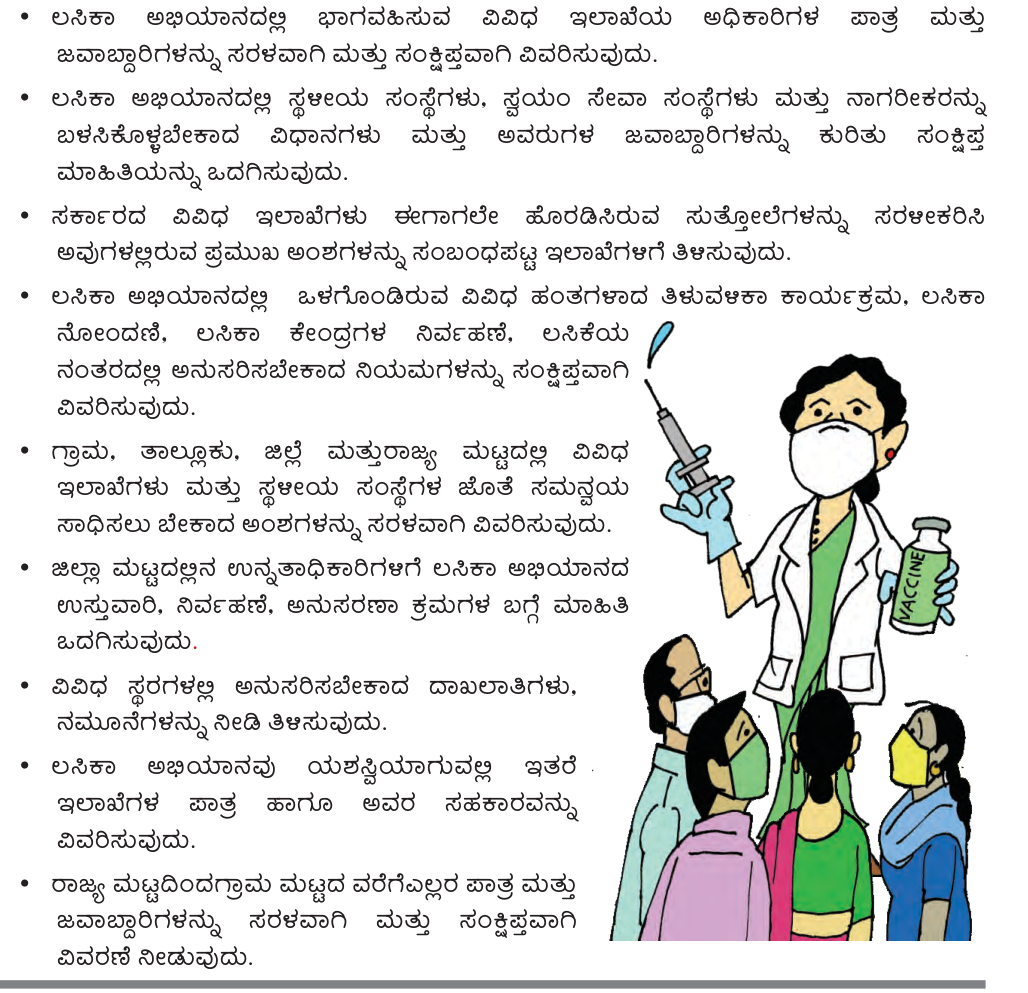 • ಲಸಿಕಾ ಅಭಿಯಾನದಲ್ಲಿ ಭಾಗವಹಿಸುವ ವಿವಿಧ ಇಲಾಖೆಯ ಅಧಿಕಾರಿಗಳ ಪಾತ್ರ ಮತ್ತು
ಜವಾಬ್ದಾರಿಗಳನ್ನು ಸರಳವಾಗಿ ಮತ್ತು ಸಂಕ್ಷಿಪ್ತವಾಗಿ ವಿವರಿಸುವುದು.
• ಲಸಿಕಾ ಅಭಿಯಾನದಲ್ಲಿ ಸ್ಥಳೀಯ ಸಂಸ್ಥೆಗಳು, ಸ್ವಯಂ ಸೇವಾ ಸಂಸ್ಥೆಗಳು ಮತ್ತು ನಾಗರೀಕರನ್ನು
ಬಳಸಿಕೊಳ್ಳಬೇಕಾದ ವಿಧಾನಗಳು ಮತ್ತು ಅವರುಗಳ ಜವಾಬ್ದಾರಿಗಳನ್ನು ಕುರಿತು ಸಂಕ್ಷಿಪ್ತ
ಮಾಹಿತಿಯನ್ನು ಒದಗಿಸುವುದು.
• ಸರ್ಕಾರದ ವಿವಿಧ ಇಲಾಖೆಗಳು ಈಗಾಗಲೇ ಹೊರಡಿಸಿರುವ ಸುತ್ತೋಲೆಗಳನ್ನು ಸರಳೀಕರಿಸಿ
ಅವುಗಳಲ್ಲಿರುವ ಪ್ರಮುಖ ಅಂಶಗಳನ್ನು ಸಂಬಂಧಪಟ್ಟ ಇಲಾಖೆಗಳಿಗೆ ತಿಳಿಸುವುದು.
• ಲಸಿಕಾ ಅಭಿಯಾನದಲ್ಲಿ ಒಳಗೊಂಡಿರುವ ವಿವಿಧ ಹಂತಗಳಾದ ತಿಳುವಳಿಕಾ ಕಾರ್ಯಕ್ರಮ, ಲಸಿಕಾ
ನೋಂದಣಿ, ಲಸಿಕಾ ಕೇಂದ್ರಗಳ ನಿರ್ವಹಣೆ, ಲಸಿಕೆಯ
ನಂತರದಲ್ಲಿ ಅನುಸರಿಸಬೇಕಾದ ನಿಯಮಗಳನ್ನು ಸಂಕ್ಷಿಪ್ತವಾಗಿ
ವಿವರಿಸುವುದು.
• ಗ್ರಾಮ, ತಾಲ್ಲೂಕು, ಜಿಲ್ಲೆ ಮತ್ತುರಾಜ್ಯ ಮಟ್ಟದಲ್ಲಿ ವಿವಿಧ
ಇಲಾಖೆಗಳು ಮತ್ತು ಸ್ಥಳೀಯ ಸಂಸ್ಥೆಗಳ ಜೊತೆ ಸಮನ್ವಯ
ಸಾಧಿಸಲು ಬೇಕಾದ ಅಂಶಗಳನ್ನು ಸರಳವಾಗಿ ವಿವರಿಸುವುದು.
• ಜಿಲ್ಲಾ ಮಟ್ಟದಲ್ಲಿನ ಉನ್ನತಾಧಿಕಾರಿಗಳಿಗೆ ಲಸಿಕಾ ಅಭಿಯಾನದ
ಉಸ್ತುವಾರಿ, ನಿರ್ವಹಣೆ, ಅನುಸರಣಾ ಕ್ರಮಗಳ ಬಗ್ಗೆ ಮಾಹಿತಿ
ಒದಗಿಸುವುದು.
• ವಿವಿಧ ಸ್ಥರಗಳಲ್ಲಿ ಅನುಸರಿಸಬೇಕಾದ ದಾಖಲಾತಿಗಳು,
ನಮೂನೆಗಳನ್ನು ನೀಡಿ ತಿಳಿಸುವುದು.
• ಲಸಿಕಾ ಅಭಿಯಾನವು ಯಶಸ್ವಿಯಾಗುವಲ್ಲಿ ಇತರೆ
ಇಲಾಖೆಗಳ ಪಾತ್ರ ಹಾಗೂ ಅವರ ಸಹಕಾರವನ್ನು
ವಿವರಿಸುವುದು.
• ರಾಜ್ಯ ಮಟ್ಟದಿಂದಗ್ರಾಮ ಮಟ್ಟದ ವರೆಗೆಎಲ್ಲರ ಪಾತ್ರ ಮತ್ತು
ಜವಾಬ್ದಾರಿಗಳನ್ನು ಸರಳವಾಗಿ ಮತ್ತು ಸಂಕ್ಷಿಪ್ತವಾಗಿ
ವಿವರಣೆ ನೀಡುವುದು.
VACCINE